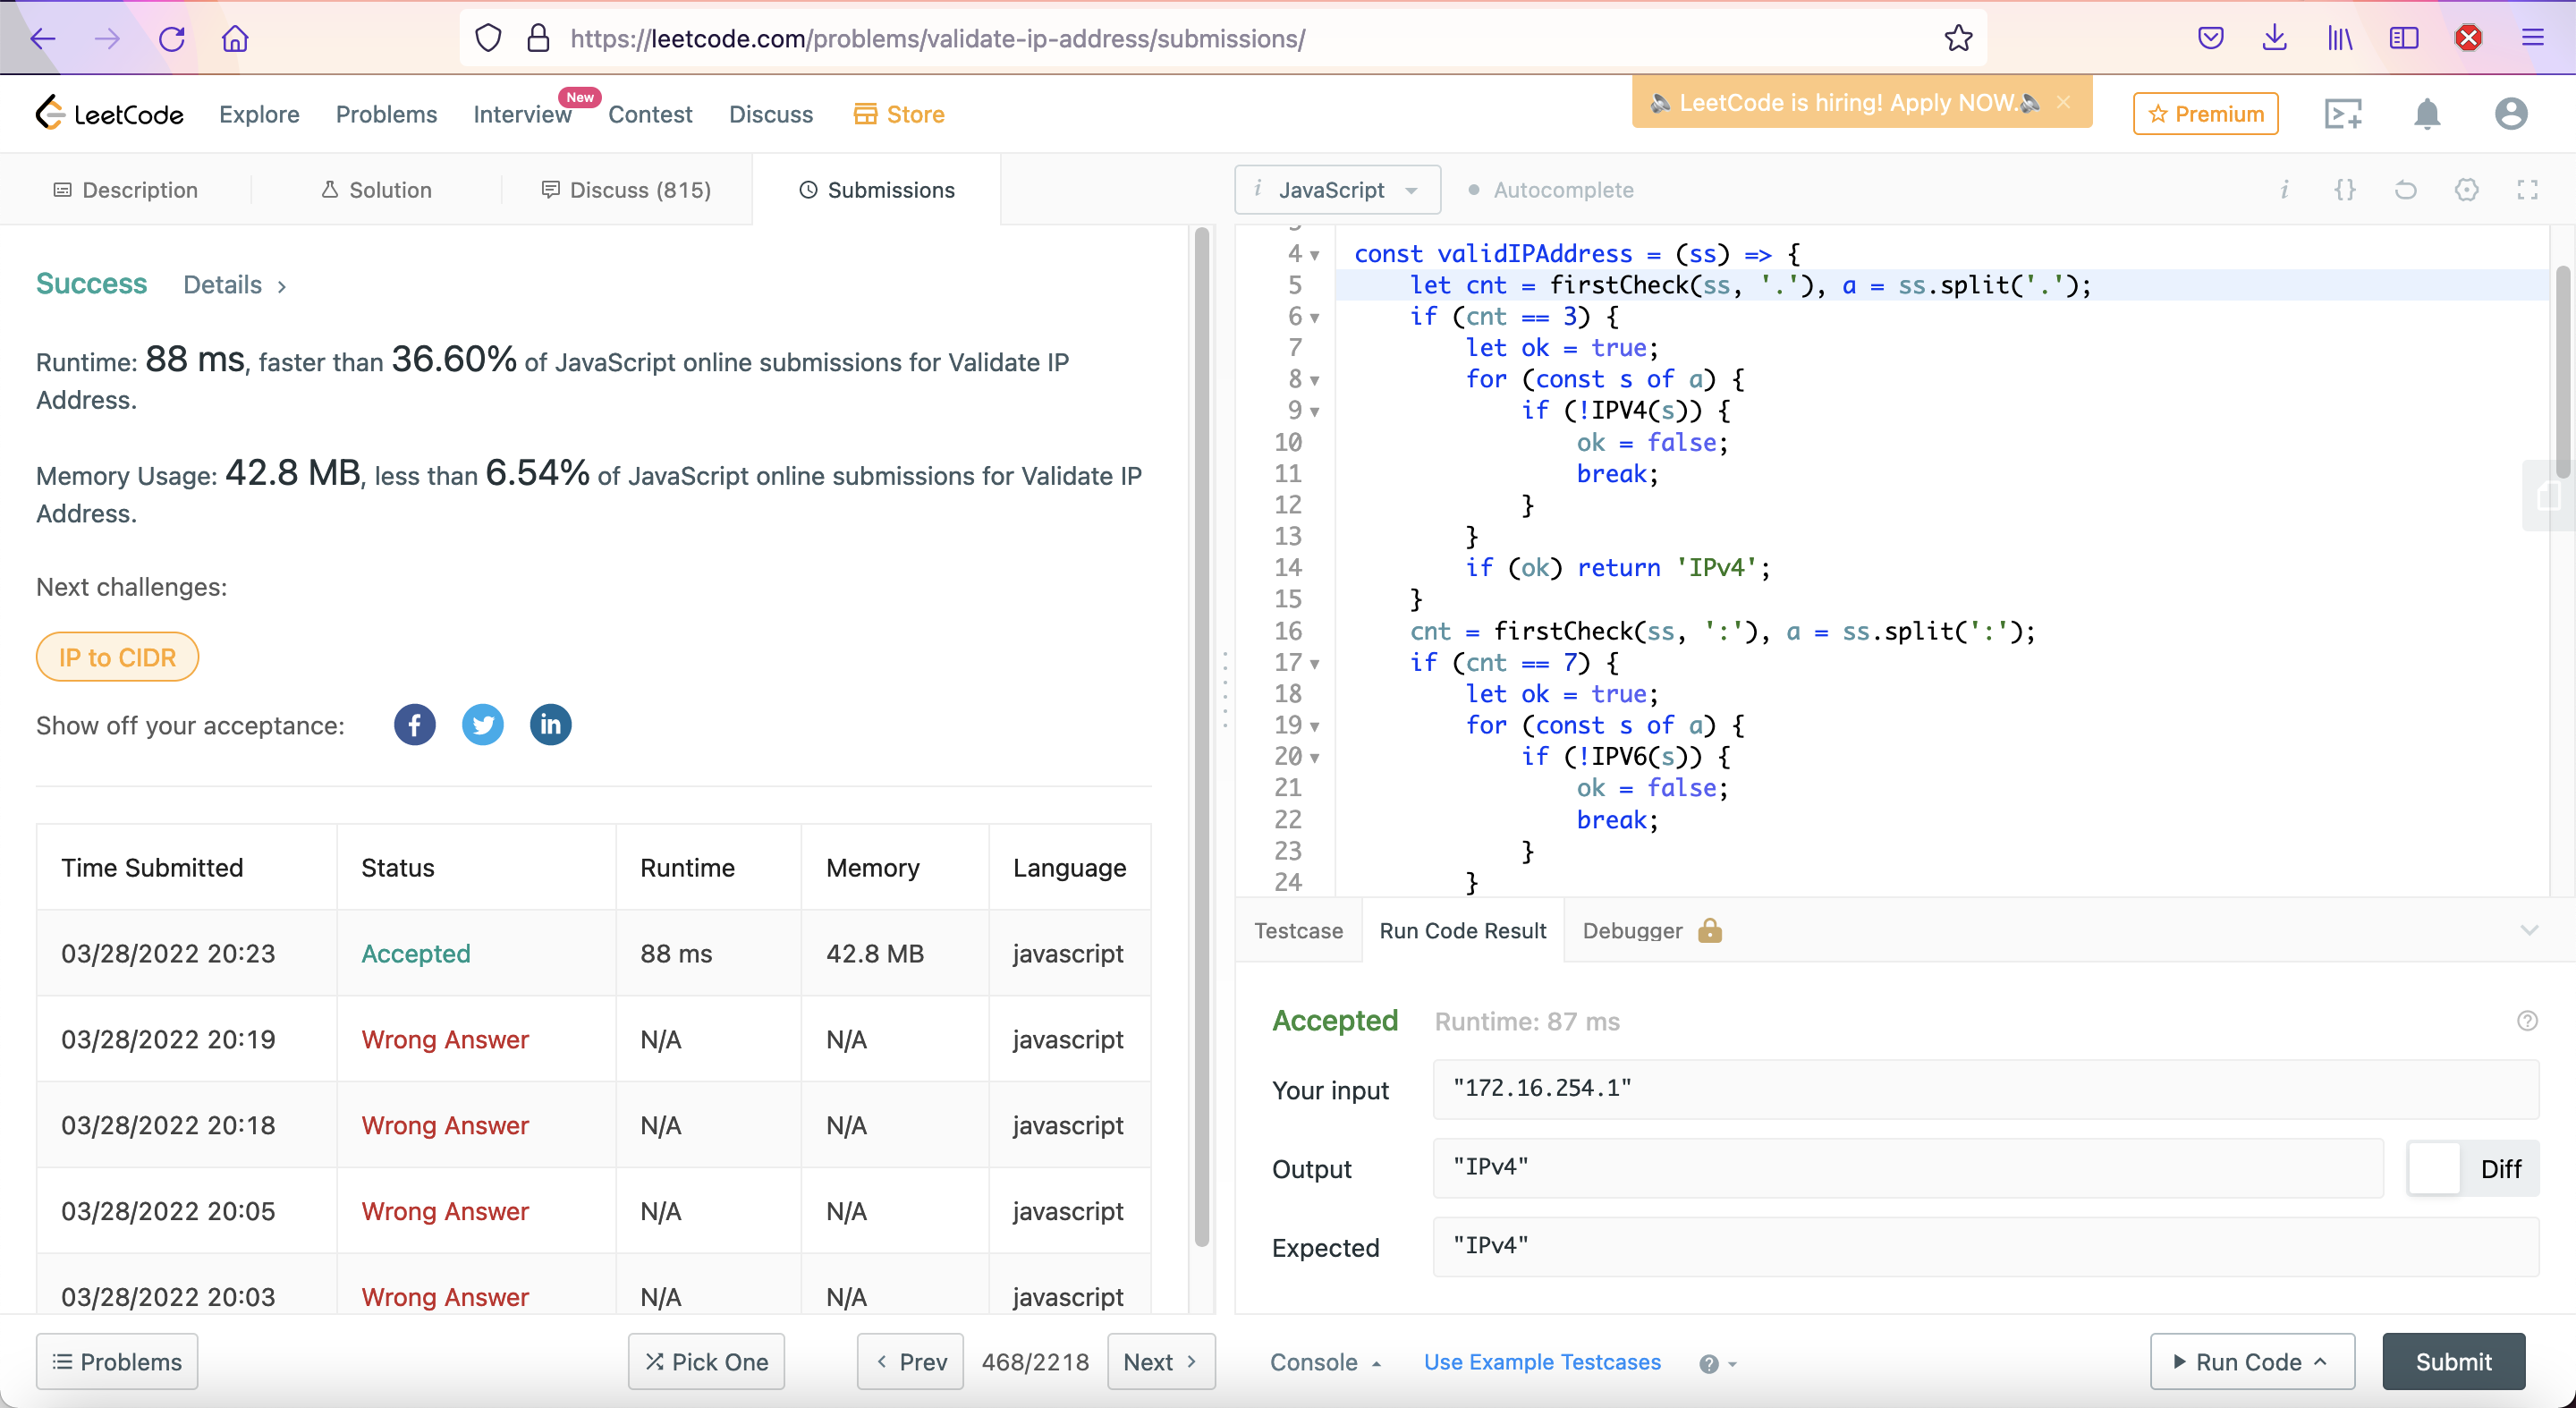 https://leetcode.com/problems/validate-ip-address/submissions/
LeetCode
Explore
Problems
Interview
New
Contest
Discuss
Store
LeetCode is hiring! Apply NOW.
Premium
Description
Solution
Discuss (815)
Submissions
Success Details >
Runtime: 88 ms, faster than 36.60% of JavaScript online submissions for Validate IP
Address.
Memory Usage: 42.8 MB, less than 6.54% of JavaScript online submissions for Validate IP
Address.
Next challenges:
IP to CIDR
Show off your acceptance:
Time Submitted Status Runtime Memory Language
03/28/2022 20:23 Accepted 88 ms 42.8 MB javascript
03/28/2022 20:19 Wrong Answer N/A N/A javascript
03/28/2022 20:18 Wrong Answer N/A N/A javascript
03/28/2022 20:05 Wrong Answer N/A N/A javascript
03/28/2022 20:03 Wrong Answer N/A N/A javascript
Problems
Pick One
< Prev
468/2218
Next >
i JavaScript
Autocomplete
i {}
4 const validIPAddress = (ss) => {
5 let cnt = firstCheck(ss, '.'), a = ss.split('.');
6 if (cnt == 3) {
7 let ok = true;
8 for (const s of a) {
9 if (!IPV4(s)) {
10 ok = false;
11 break;
12 }
13 }
14 if (ok) return 'IPv4';
15 }
16 cnt = firstCheck(ss, ':'), a = ss.split(':');
17 if (cnt == 7) {
18 let ok = true;
19 for (const s of a) {
20 if (!IPV6(s)) {
21 ok = false;
22 break;
23 }
24 }
Testcase
Run Code Result
Debugger
Accepted Runtime: 87 ms
Your input "172.16.254.1"
Output "IPv4"
Diff
Expected "IPv4"
Console
Use Example Testcases
Run Code
Submit